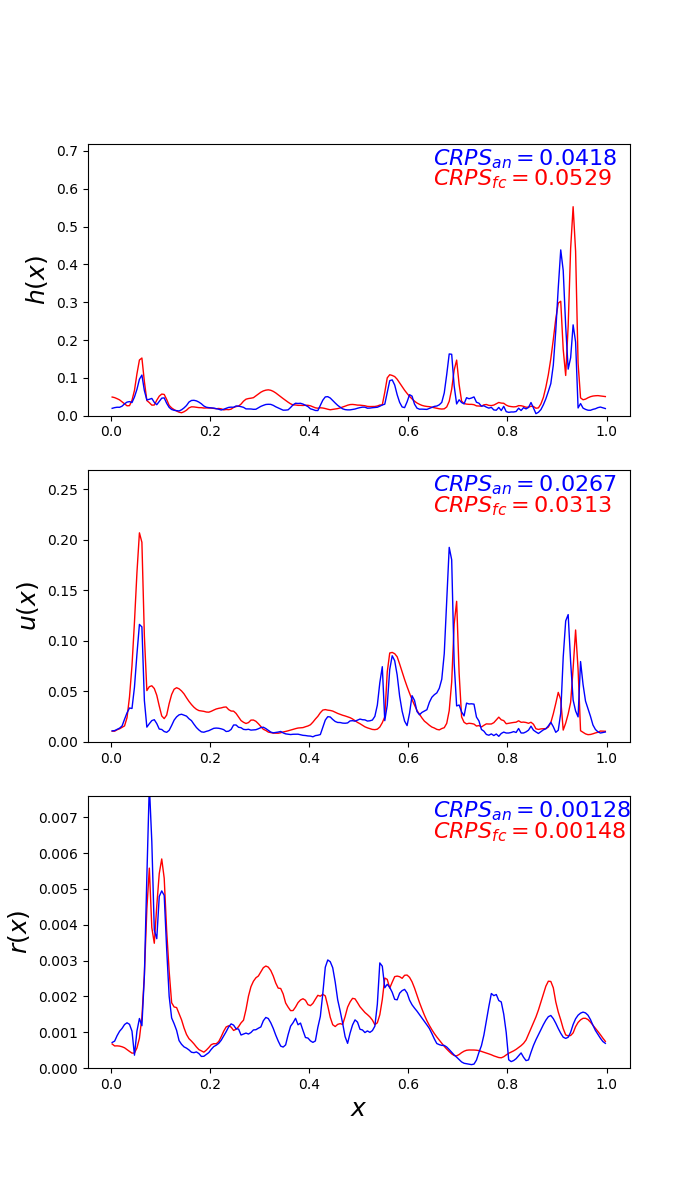 CRPS_an = 0.0418
CRPS_fc = 0.0529
0.7
0.6
0.5
0.4
0.3
0.2
0.1
0.0
h(x)
0.0 0.2 0.4 0.6 0.8 1.0
CRPS_an = 0.0267
CRPS_fc = 0.0313
0.25
0.20
0.15
0.10
0.05
0.00
u(x)
0.0 0.2 0.4 0.6 0.8 1.0
CRPS_an = 0.00128
CRPS_fc = 0.00148
0.007
0.006
0.005
0.004
0.003
0.002
0.001
0.000
r(x)
0.0 0.2 0.4 0.6 0.8 1.0
x